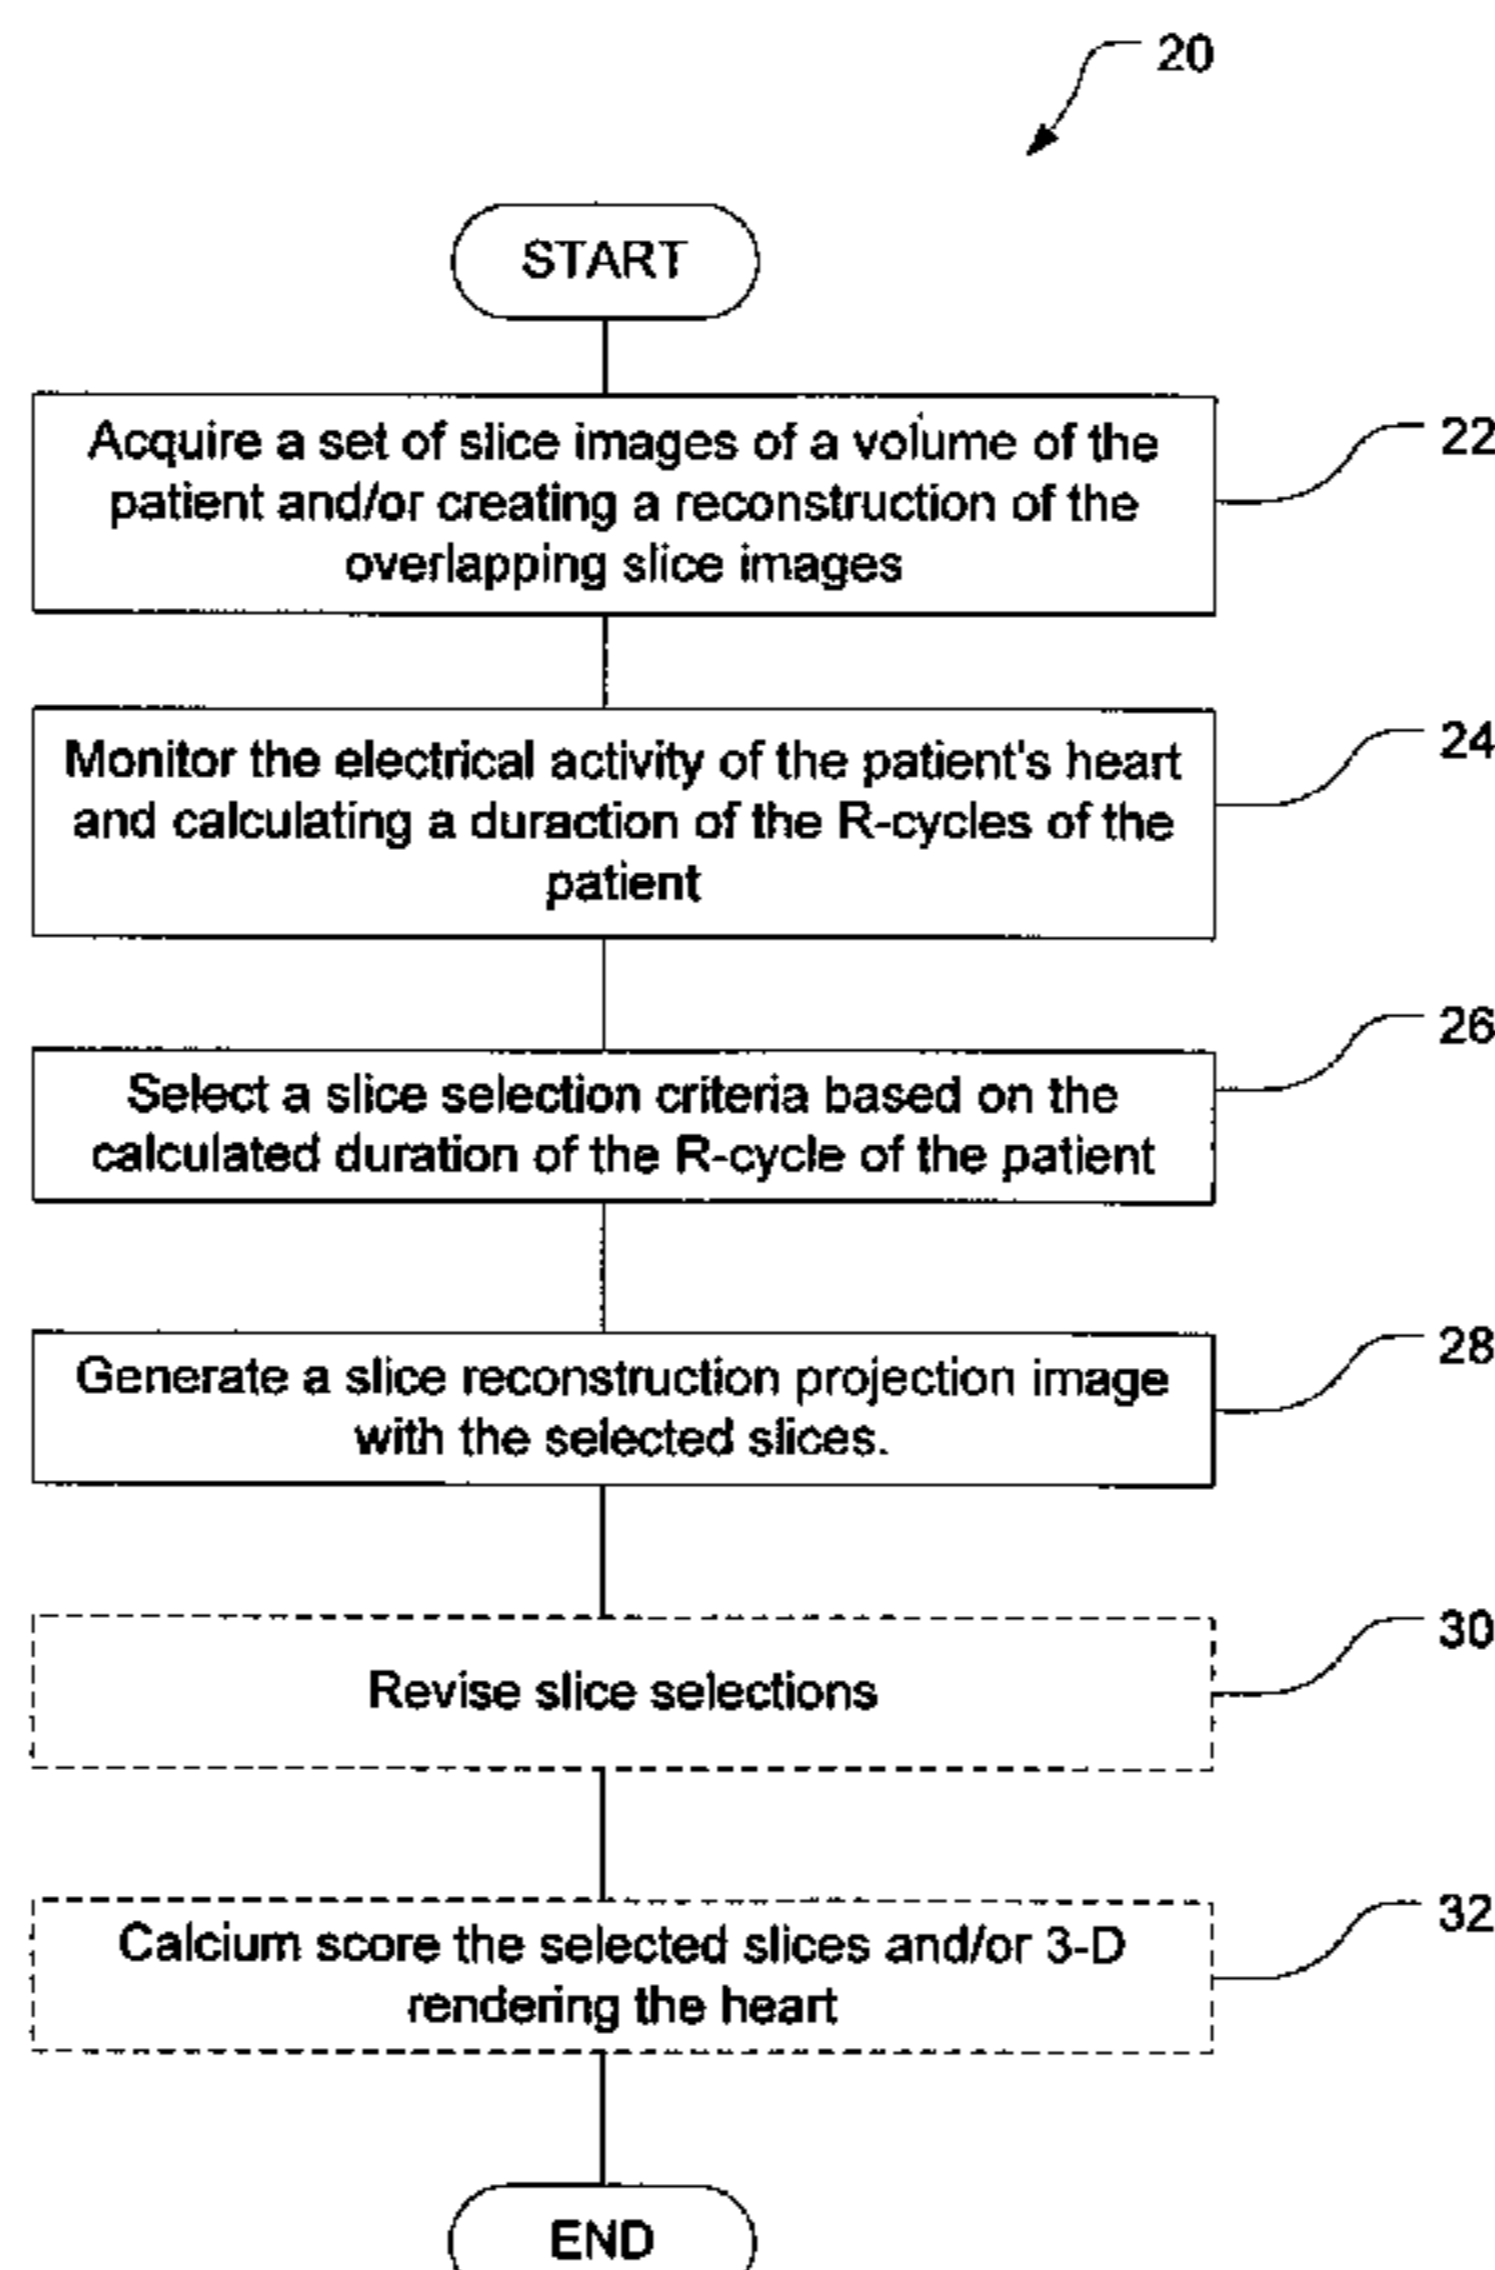 20
START
Acquire a set of slice images of a volume of the
patient and/or creating a reconstruction of the
overlapping slice images
22
Monitor the electrical activity of the patient's heart
and calculating a duraction of the R-cycles of the
patient
24
Select a slice selection criteria based on the
calculated duration of the R-cycle of the patient
26
Generate a slice reconstruction projection image
with the selected slices.
28
Revise slice selections
30
Calcium score the selected slices and/or 3-D
rendering the heart
32
END